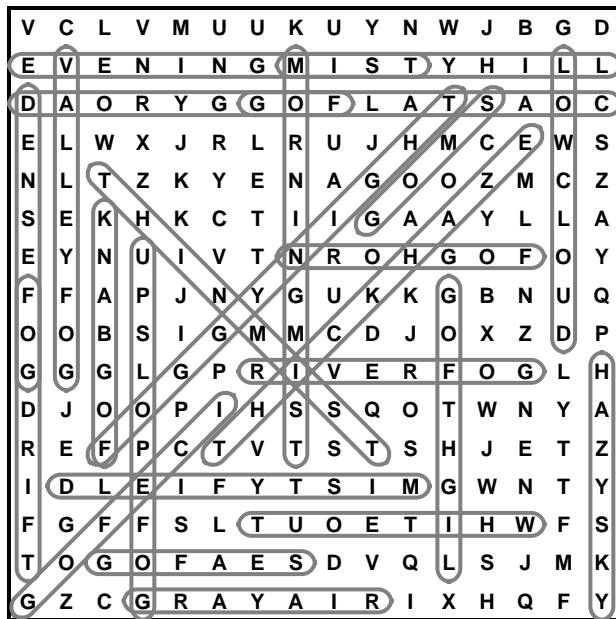 V C L V M U U K U Y N W J B G D
E V E N I N G M I S T Y H I L L
D A O R Y G G O F L A T S A O C
E L W X J R L R U J H M C E W S
N L T Z K Y E N A G O O Z M C Z
S E K H K C T I I G A A Y L L A
E Y N U I V T N R O H G O F O Y
F F A P J N Y G U K K G B N U Q
O O B S I G M M C D J O X Z D P
G G G L G P R I V E R F O G L H
D J O O P I H S S Q O T W N Y A
R E F P C T V T S T S H J E T Z
I D L E I F Y T S I M G W N T Y
F G F F S L T U O E T I H W F S
T O G O F A E S D V Q L S J M K
G Z C G R A Y A I R I X H Q F Y